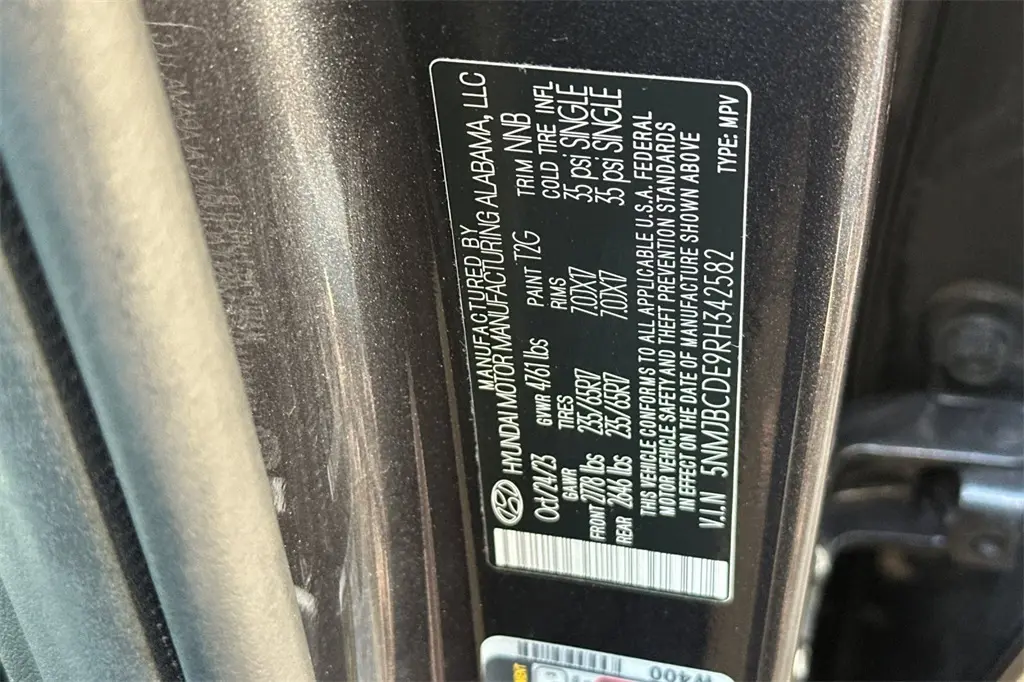 MANUFACTURED BY
HYUNDAI MOTOR MANUFACTURING ALABAMA, LLC
Oct/24/23 GVWR 4761 lbs PAINT T2G TRIM NNB
GAWR TIRES RIMS COLD TIRE INFL
FRONT 2778 lbs 235/65R17 7.0JX17 35 psi SINGLE
REAR 2646 lbs 235/65R17 7.0JX17 35 psi SINGLE
THIS VEHICLE CONFORMS TO ALL APPLICABLE U.S.A. FEDERAL
MOTOR VEHICLE SAFETY AND THEFT PREVENTION STANDARDS
IN EFFECT ON THE DATE OF MANUFACTURE SHOWN ABOVE
V.I.N 5NMJBCDE9RH342582 TYPE: MPV
W400